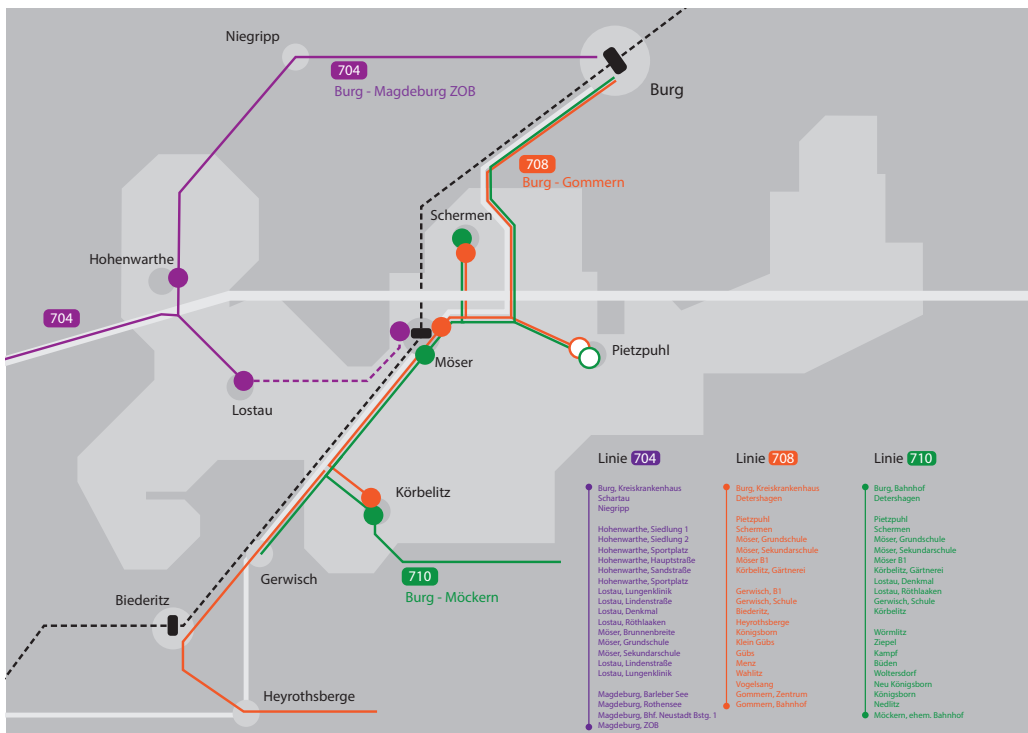 Niegripp
704
Burg - Magdeburg ZOB
Burg
708
Burg - Gommern
Schermen
Hohenwarthe
704
Pietzpuhl
Möser
Lostau
Körbelitz
Gerwisch
710
Burg - Möckern
Biederitz
Heyrothsberge
Linie 704
Burg, Kreiskrankenhaus
Schartau
Niegripp
Hohenwarthe, Siedlung 1
Hohenwarthe, Siedlung 2
Hohenwarthe, Sportplatz
Hohenwarthe, Hauptstraße
Hohenwarthe, Sandstraße
Hohenwarthe, Sportplatz
Lostau, Lungenklinik
Lostau, Lindenstraße
Lostau, Denkmal
Lostau, Röthlaaken
Möser, Brunnenbreite
Möser, Grundschule
Möser, Sekundarschule
Lostau, Lindenstraße
Lostau, Lungenklinik
Magdeburg, Barleber See
Magdeburg, Rothensee
Magdeburg, Bhf. Neustadt Bstg. 1
Magdeburg, ZOB
Linie 708
Burg, Kreiskrankenhaus
Detershagen
Pietzpuhl
Schermen
Möser, Grundschule
Möser, Sekundarschule
Möser B1
Körbelitz, Gärtnerei
Gerwisch, B1
Gerwisch, Schule
Biederitz,
Heyrothsberge
Königsborn
Klein Gübs
Gübs
Menz
Wahlitz
Vogelsang
Gommern, Zentrum
Gommern, Bahnhof
Linie 710
Burg, Bahnhof
Detershagen
Pietzpuhl
Schermen
Möser, Grundschule
Möser, Sekundarschule
Möser B1
Körbelitz, Gärtnerei
Lostau, Denkmal
Lostau, Röthlaaken
Gerwisch, Schule
Körbelitz
Wörmlitz
Ziepel
Kampf
Büden
Woltersdorf
Neu Königsborn
Königsborn
Nedlitz
Möckern, ehem. Bahnhof